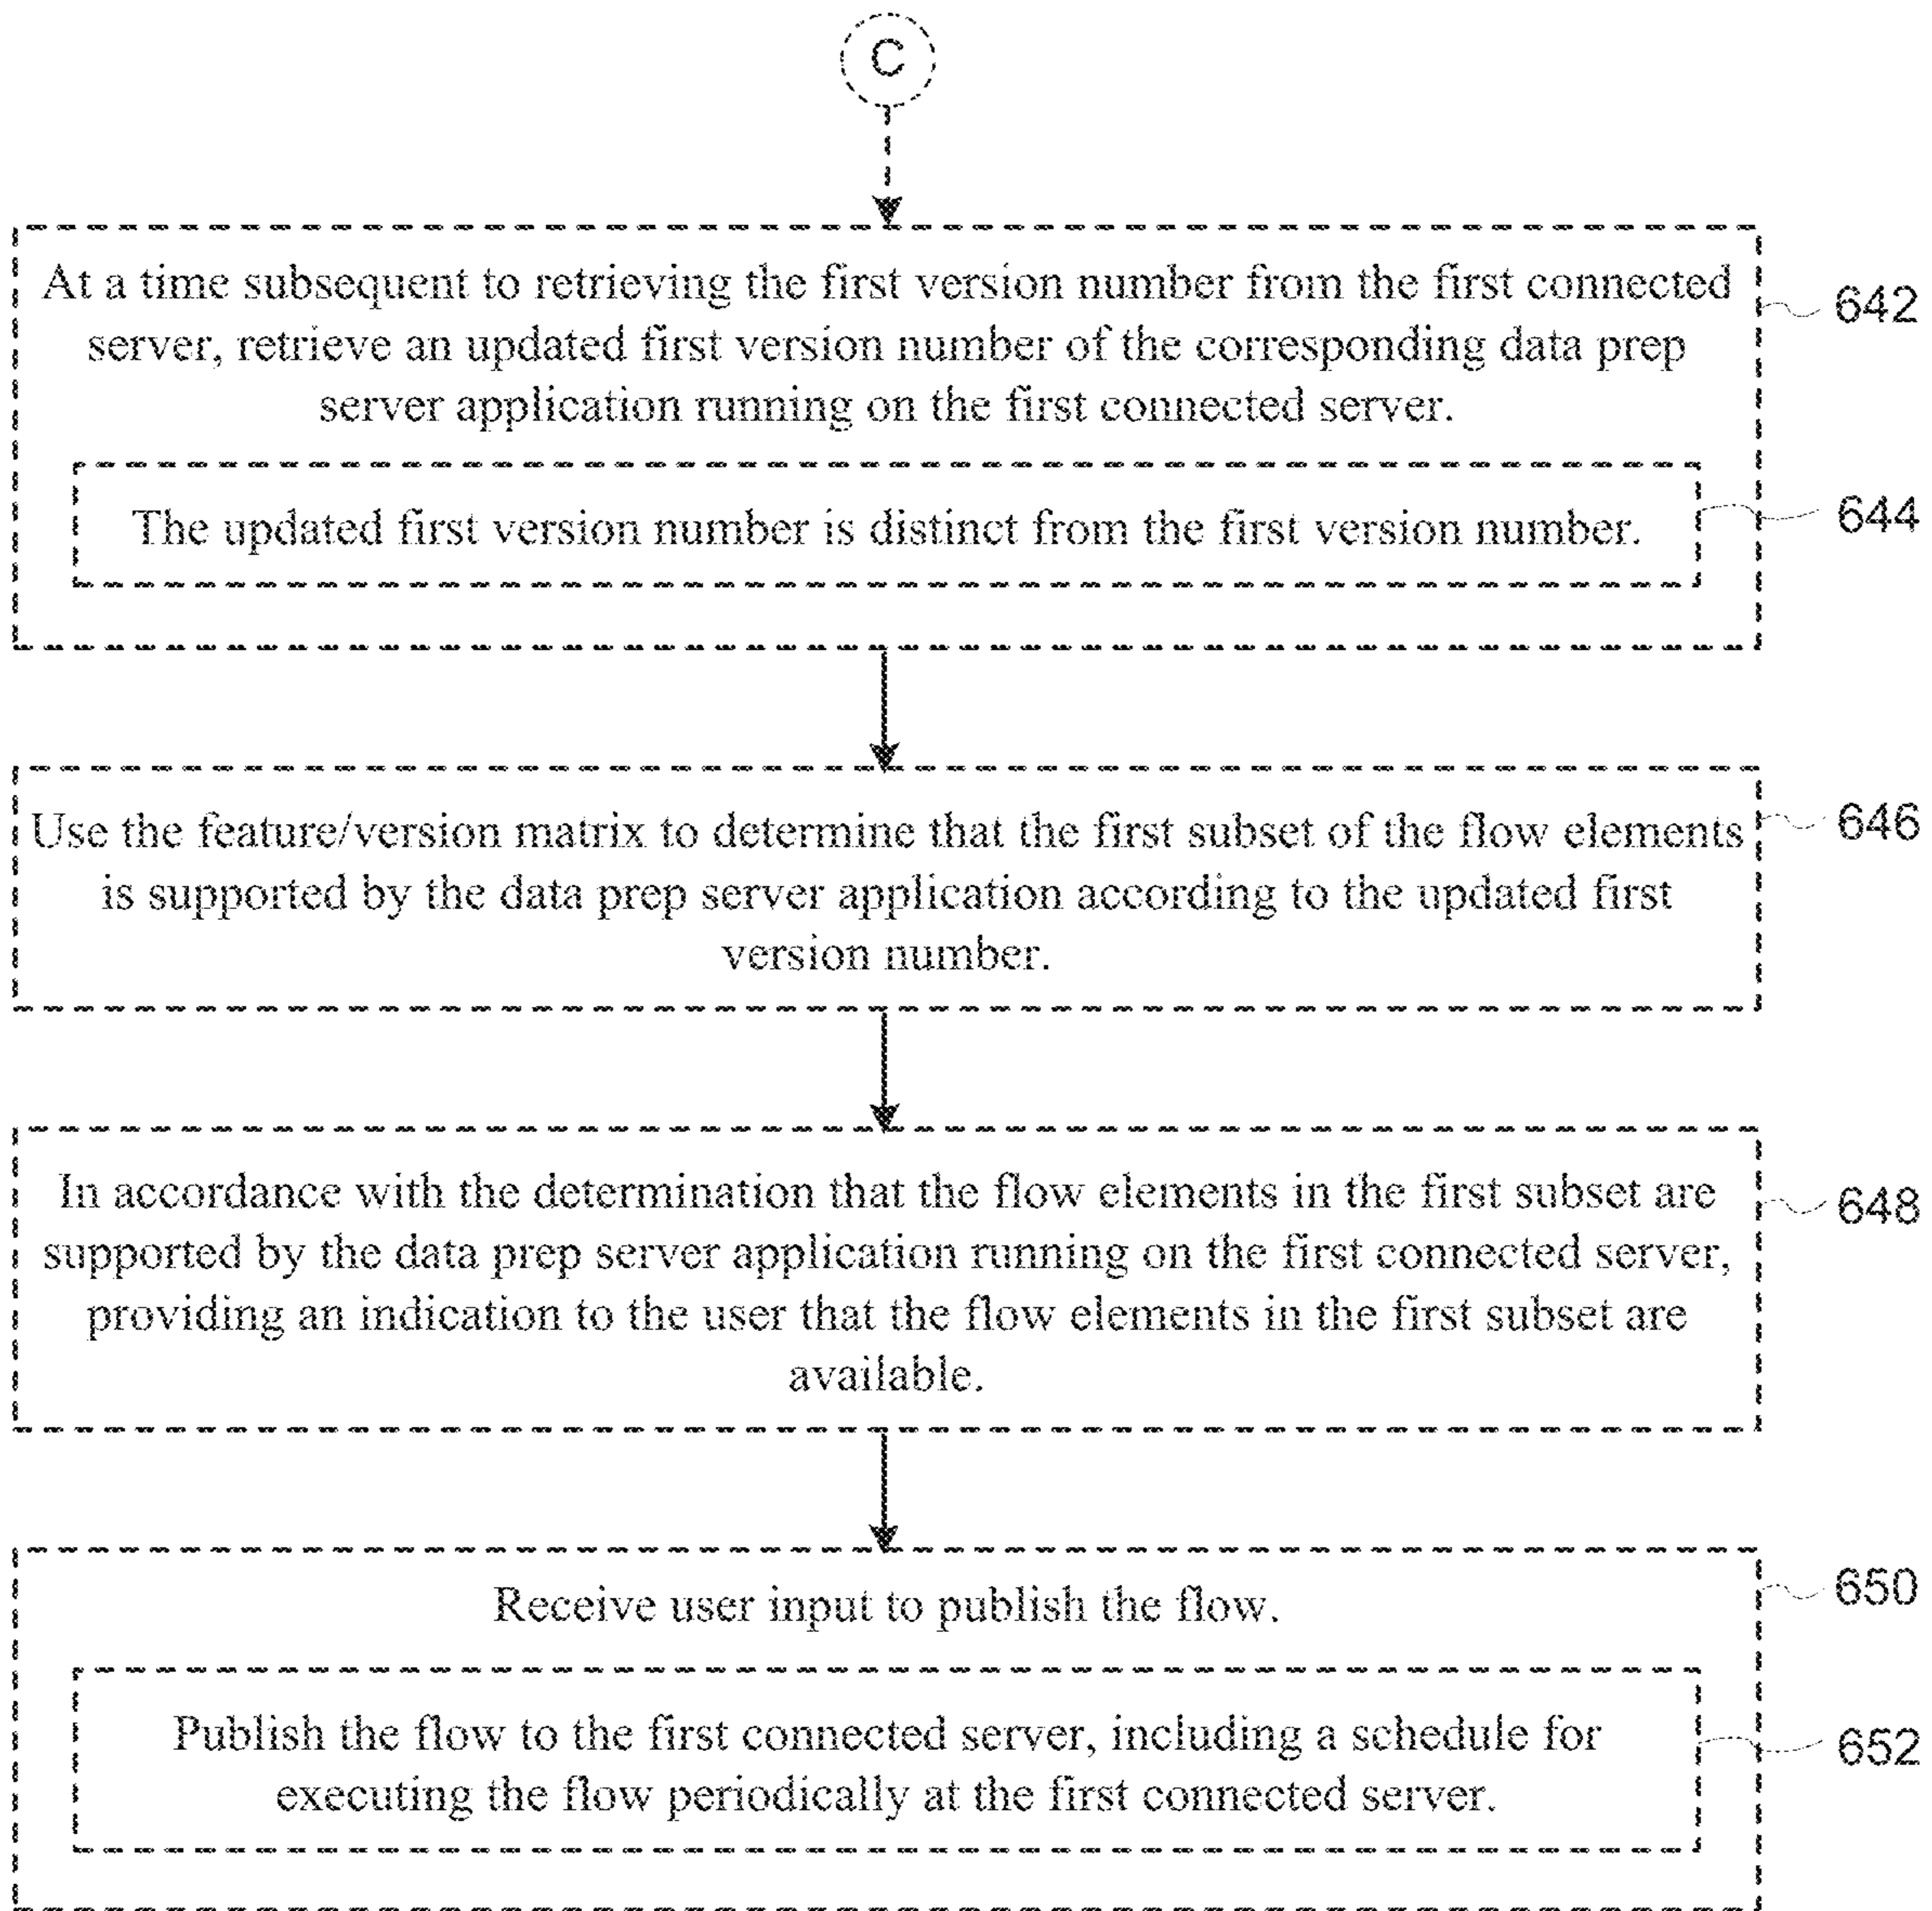 C
At a time subsequent to retrieving the first version number from the first connected
server, retrieve an updated first version number of the corresponding data prep
server application running on the first connected server.
642
The updated first version number is distinct from the first version number.
644
Use the feature/version matrix to determine that the first subset of the flow elements
is supported by the data prep server application according to the updated first
version number.
646
In accordance with the determination that the flow elements in the first subset are
supported by the data prep server application running on the first connected server,
providing an indication to the user that the flow elements in the first subset are
available.
648
Receive user input to publish the flow.
650
Publish the flow to the first connected server, including a schedule for
executing the flow periodically at the first connected server.
652